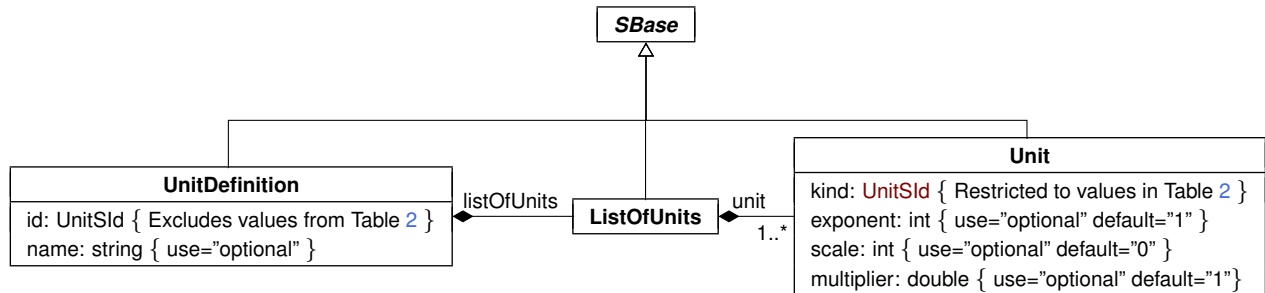 SBase
UnitDefinition
id: UnitSId { Excludes values from Table 2 }
name: string { use="optional" }
listOfUnits
ListOfUnits
unit
1..*
Unit
kind: UnitSId { Restricted to values in Table 2 }
exponent: int { use=”optional” default=”1” }
scale: int { use=”optional” default=”0” }
multiplier: double { use=”optional” default=”1”}